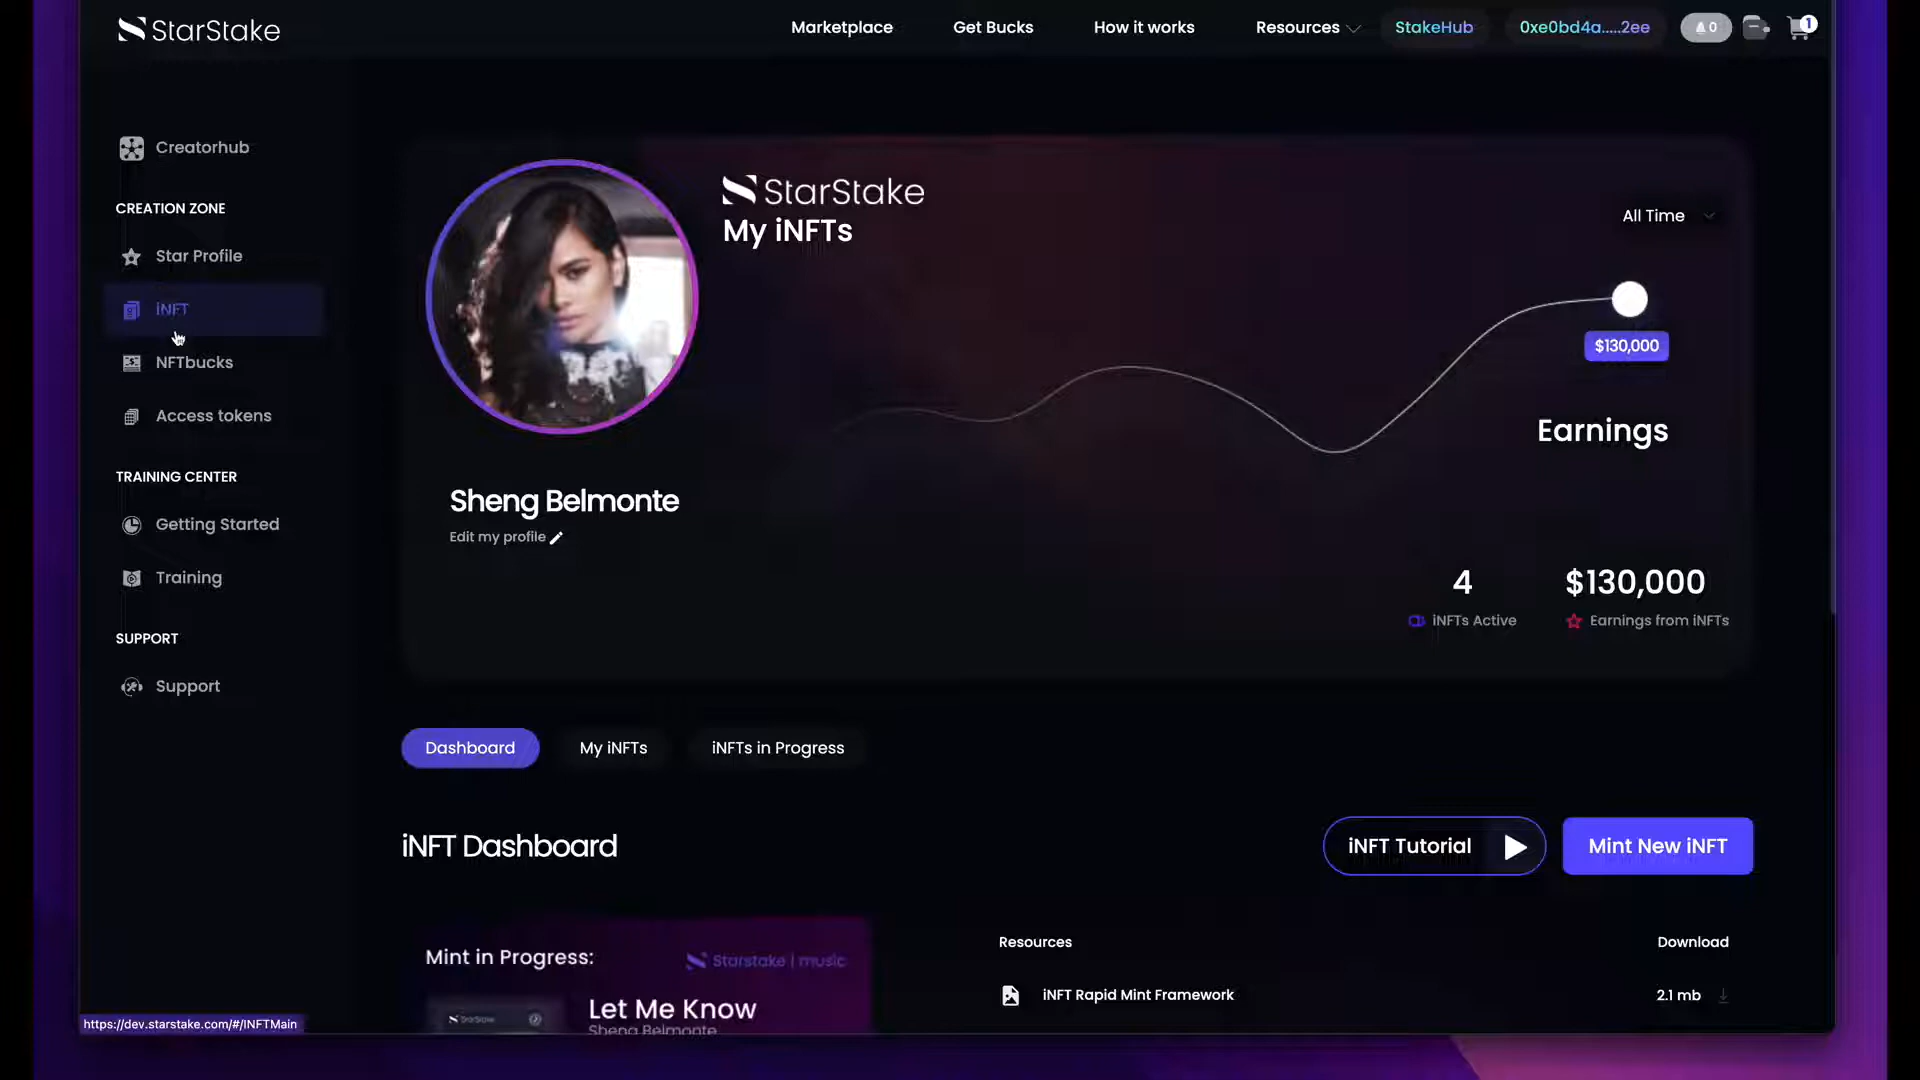 StarStake
Marketplace
Get Bucks
How it works
Resources
StakeHub
0xe0bd4a.....2ee
0
1
Creatorhub
CREATION ZONE
Star Profile
iNFT
NFTbucks
Access tokens
TRAINING CENTER
Getting Started
Training
SUPPORT
Support
StarStake
My iNFTs
All Time
$130,000
Earnings
Sheng Belmonte
Edit my profile
4
$130,000
iNFTs Active
Earnings from iNFTs
Dashboard
My iNFTs
iNFTs in Progress
iNFT Dashboard
iNFT Tutorial
Mint New iNFT
Mint in Progress:
Starstake | music
StarStake
Let Me Know
Sheng Belmonte
Resources
Download
iNFT Rapid Mint Framework
2.1 mb
https://dev.starstake.com/#/INFTMain